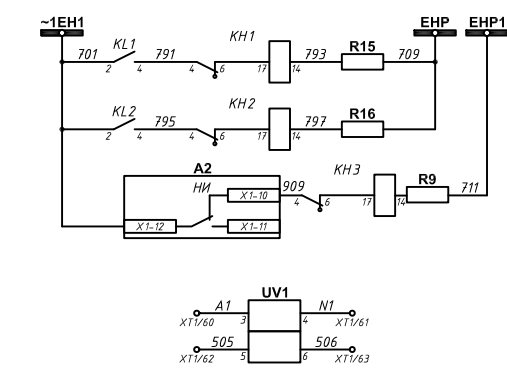 ~1EH1 EHP EHP1
701 KL1 791 KH1 793 R15 709
2 4 4 6 17 14
KL2 795 KH2 797 R16
2 4 4 6 17 14
A2 KH3
НИ X1-10 909 R9 711
4 6 17 14
X1-12 X1-11
UV1
A1 N1
XT1/60 3 4 XT1/61
505 506
XT1/62 5 6 XT1/63